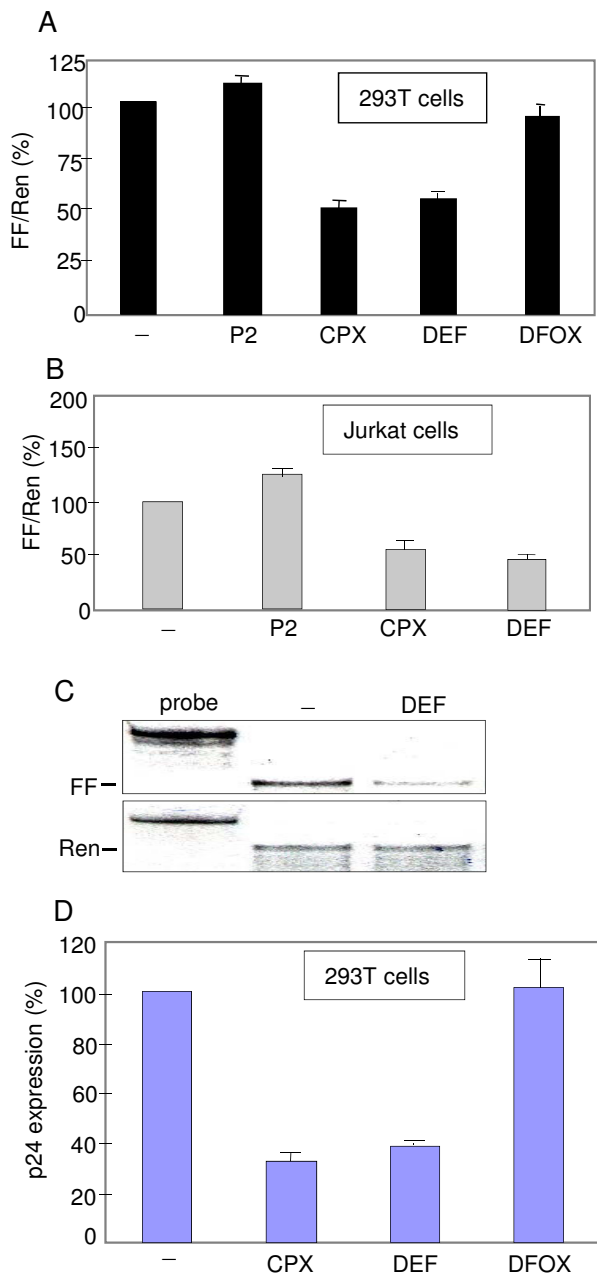 A
125
100
75
50
25
0
FF/Ren (%)
293T cells
– P2 CPX DEF DFOX
B
200
150
100
50
0
FF/Ren (%)
Jurkat cells
– P2 CPX DEF
C
probe – DEF
FF
Ren
D
120
100
80
60
40
20
0
p24 expression (%)
293T cells
– CPX DEF DFOX